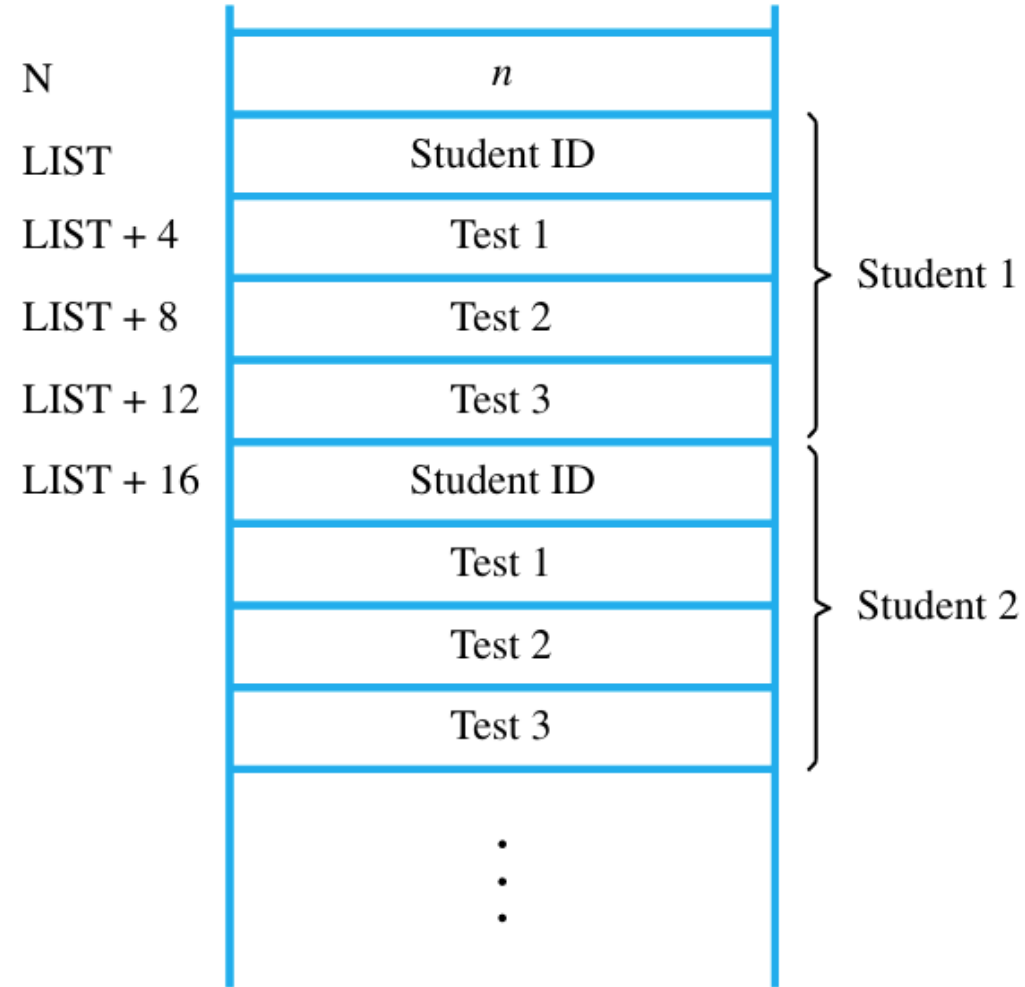 N n
LIST Student ID
LIST + 4 Test 1
LIST + 8 Test 2 Student 1
LIST + 12 Test 3
LIST + 16 Student ID
Test 1
Test 2 Student 2
Test 3